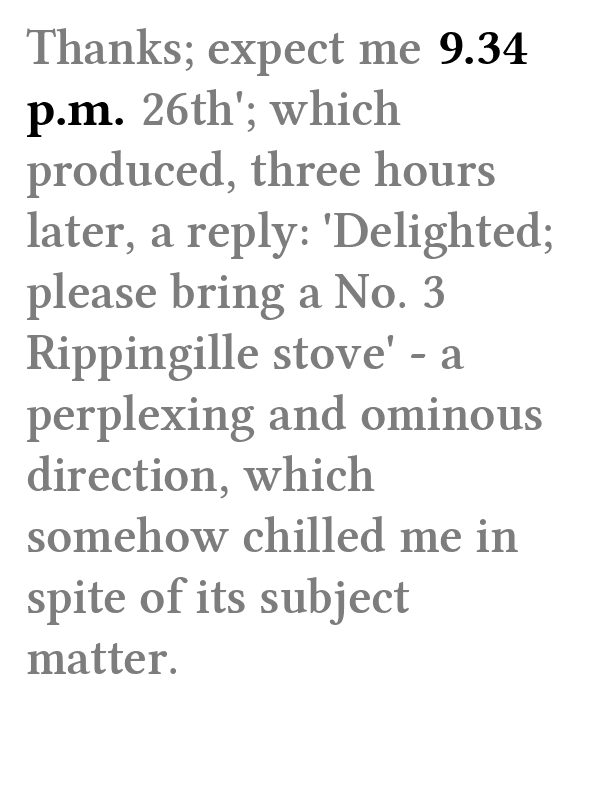 Thanks; expect me 9.34
p.m. 26th'; which
produced, three hours
later, a reply: 'Delighted;
please bring a No. 3
Rippingille stove' - a
perplexing and ominous
direction, which
somehow chilled me in
spite of its subject
matter.